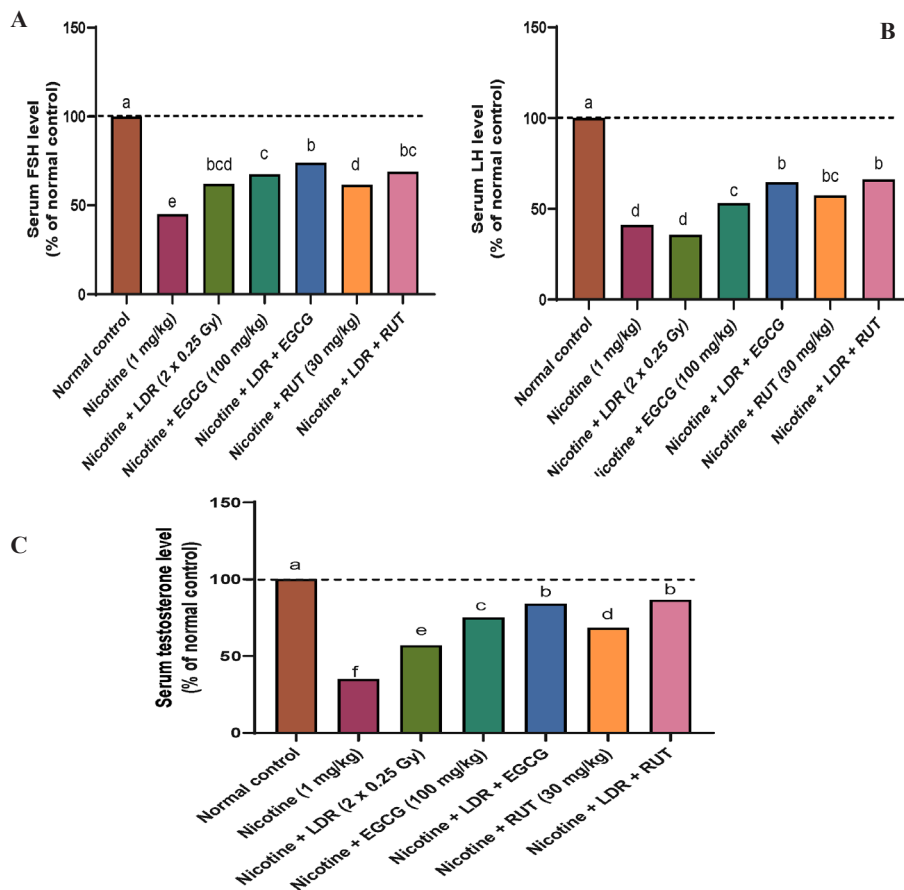 A
Serum FSH level
(% of normal control)
150
100
50
0
a
e
bcd
c
b
d
bc
Normal control
Nicotine (1 mg/kg)
Nicotine + LDR (2 x 0.25 Gy)
Nicotine + EGCG (100 mg/kg)
Nicotine + LDR + EGCG
Nicotine + RUT (30 mg/kg)
Nicotine + LDR + RUT
B
Serum LH level
(% of normal control)
150
100
50
0
a
d
d
c
b
bc
b
Normal control
Nicotine (1 mg/kg)
Nicotine + LDR (2 x 0.25 Gy)
licotine + EGCG (100 mg/kg)
Nicotine + LDR + EGCG
Nicotine + RUT (30 mg/kg)
Nicotine + LDR + RUT
C
Serum testosterone level
(% of normal control)
150
100
50
0
a
f
e
c
b
d
b
Normal control
Nicotine (1 mg/kg)
Nicotine + LDR (2 x 0.25 Gy)
Nicotine + EGCG (100 mg/kg)
Nicotine + LDR + EGCG
Nicotine + RUT (30 mg/kg)
Nicotine + LDR + RUT